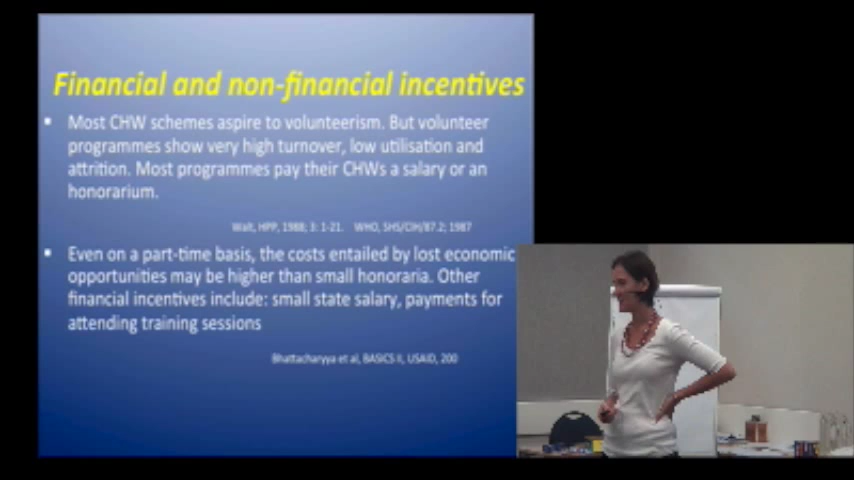 Financial and non-financial incentives
Most CHW schemes aspire to volunteerism. But volunteer
programmes show very high turnover, low utilisation and
attrition. Most programmes pay their CHWs a salary or an
honorarium.
Walt, HPP, 1988; 3: 1-21. WHO, SHS/CIH/87.2; 1987
Even on a part-time basis, the costs entailed by lost economic
opportunities may be higher than small honoraria. Other
financial incentives include: small state salary, payments for
attending training sessions
Bhattacharyya et al, BASICS II, USAID, 200